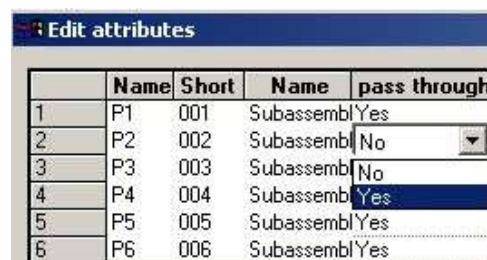 Edit attributes
Name Short Name pass through
1 P1 001 Subassembl Yes
2 P2 002 Subassembl No
3 P3 003 Subassembl No
4 P4 004 Subassembl Yes
5 P5 005 Subassembl Yes
6 P6 006 Subassembl Yes